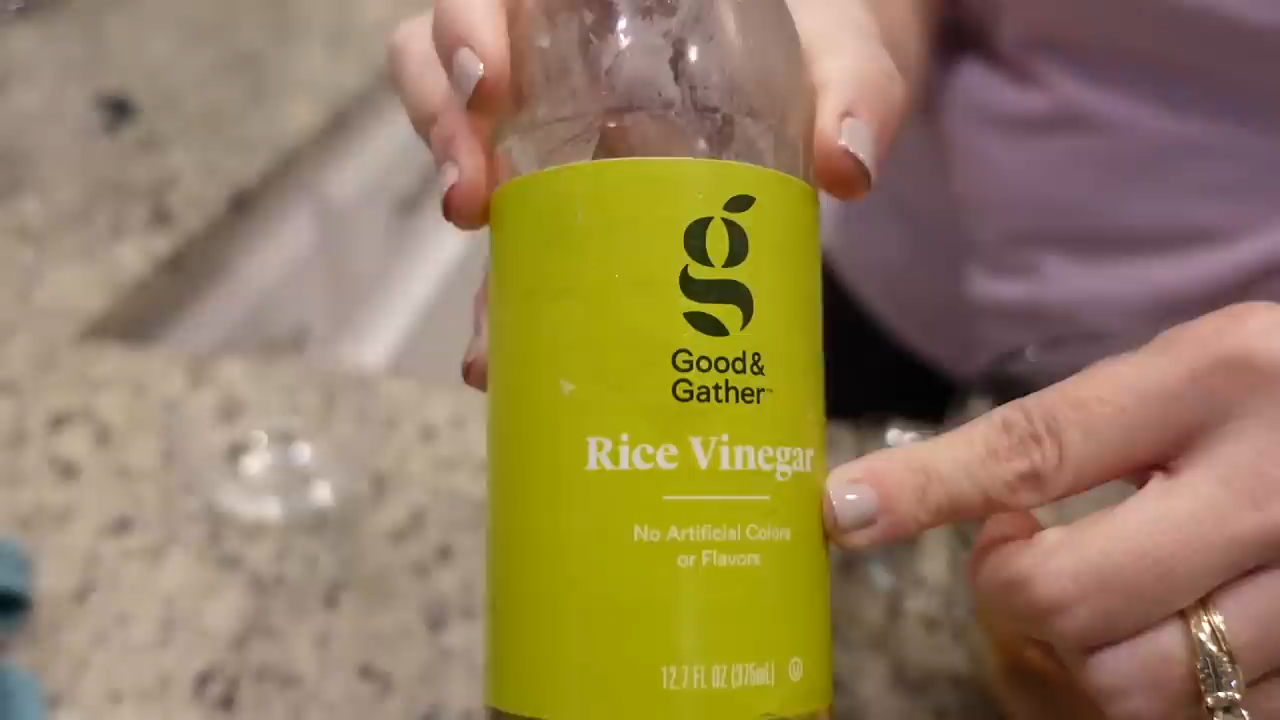 g
Good&
Gather™
Rice Vinegar
No Artificial Colors
or Flavors
12.7 FL OZ (375mL) U